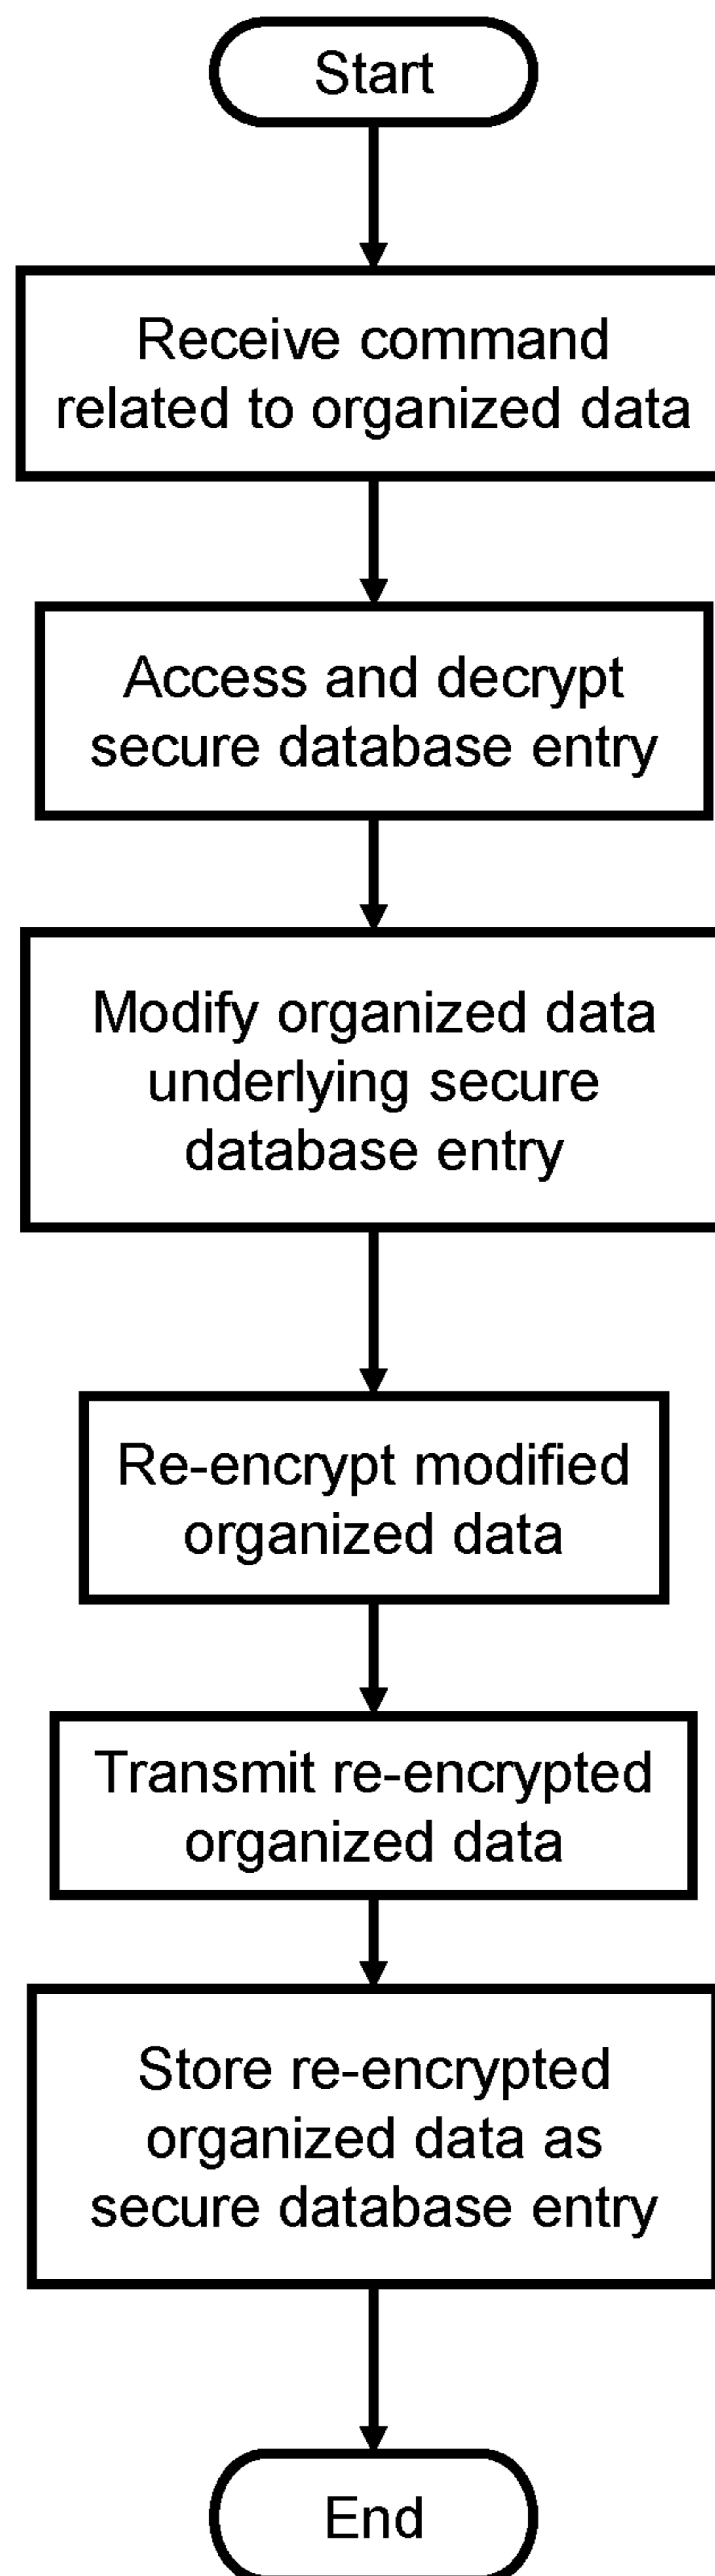 Start
Receive command
related to organized data
Access and decrypt
secure database entry
Modify organized data
underlying secure
database entry
Re-encrypt modified
organized data
Transmit re-encrypted
organized data
Store re-encrypted
organized data as
secure database entry
End